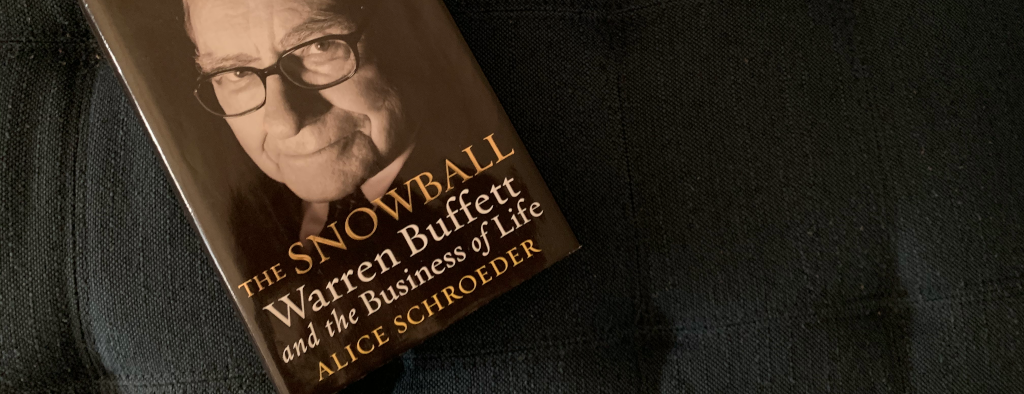 THE SNOWBALL
Warren Buffett
and the Business of Life
ALICE SCHROEDER